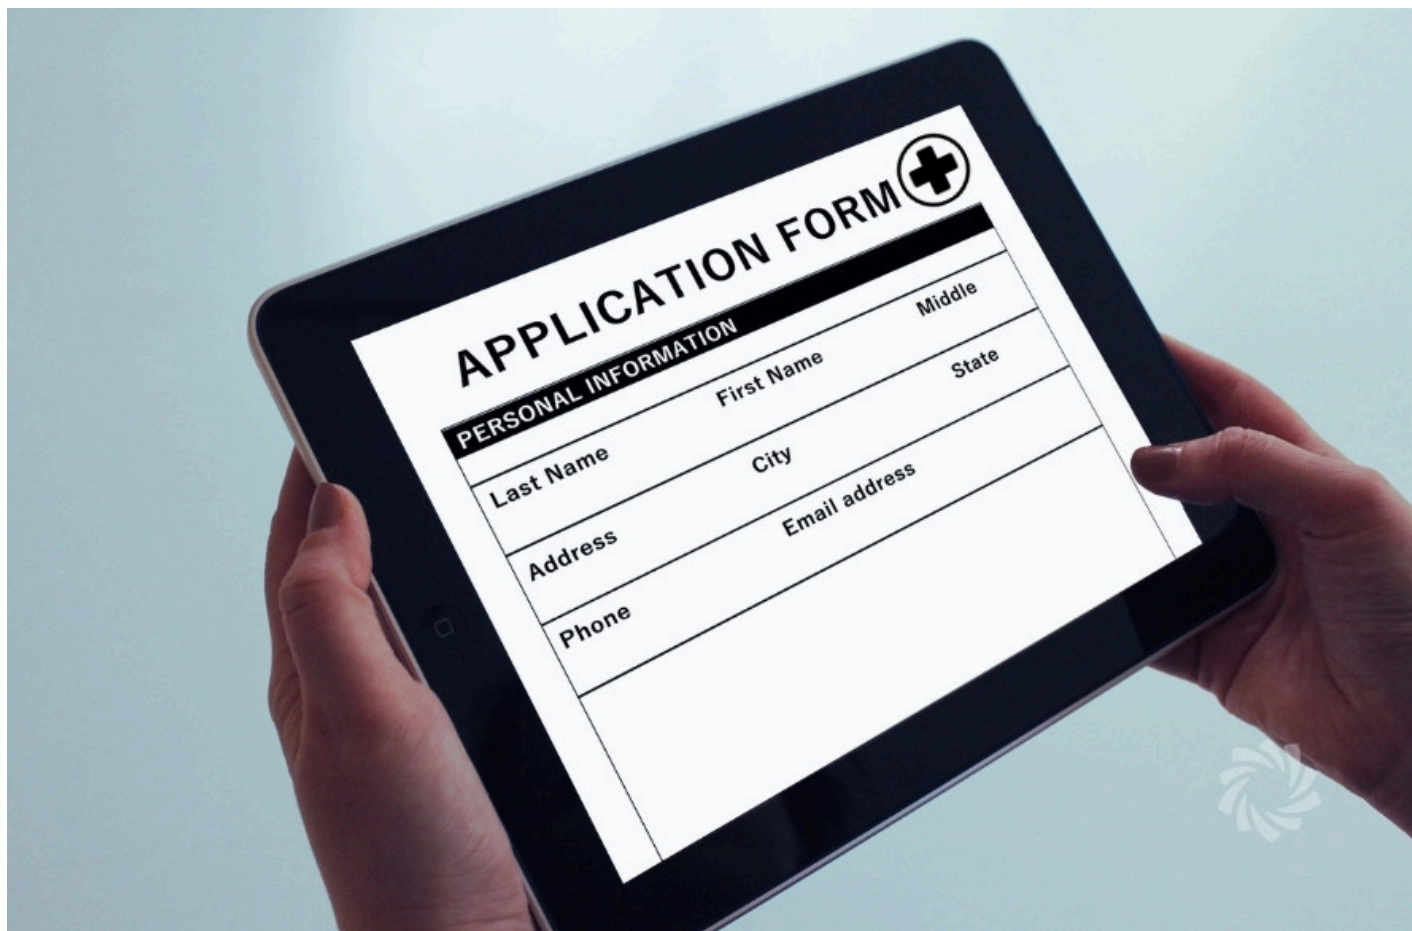 APPLICATION FORM
PERSONAL INFORMATION
Last Name First Name Middle
Address City State
Phone Email address